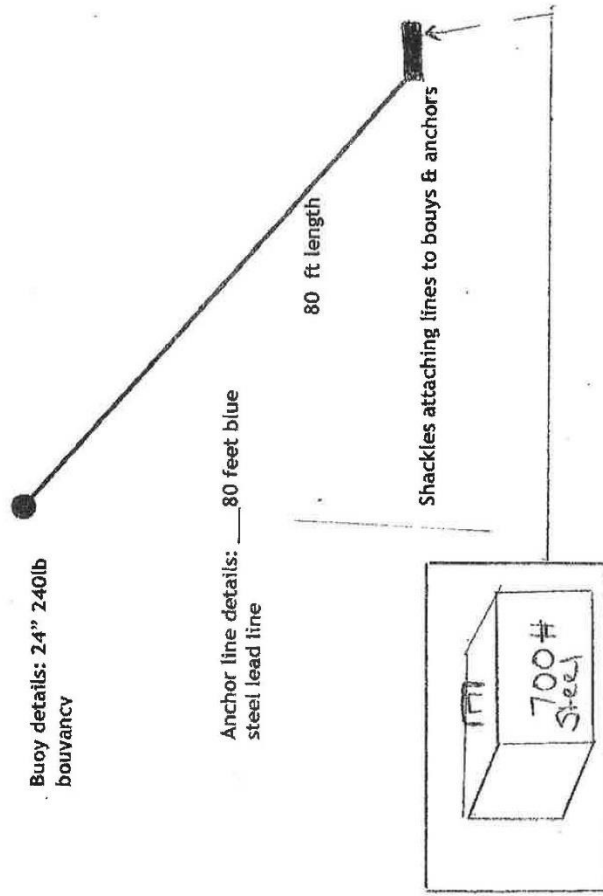 Buoy details: 24" 240lb
bouvancy
Anchor line details: __80 feet blue
steel lead line
80 ft length
Shackles attaching lines to bouys & anchors
700#
Steel